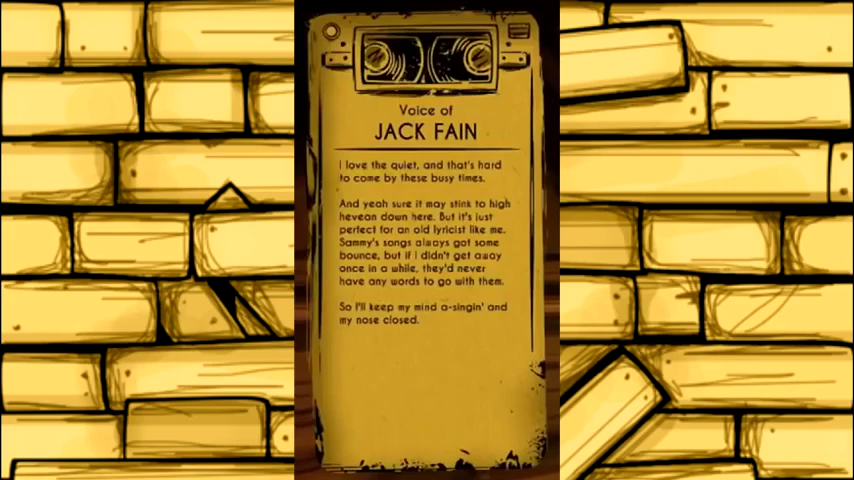 Voice of
JACK FAIN
I love the quiet, and that's hard
to come by these busy times.
And yeah sure it may stink to high
hevean down here. But it's just
perfect for an old lyricist like me.
Sammy's songs always got some
bounce, but if i didn't get away
once in a while, they'd never
have any words to go with them.
So I'll keep my mind a-singin' and
my nose closed.